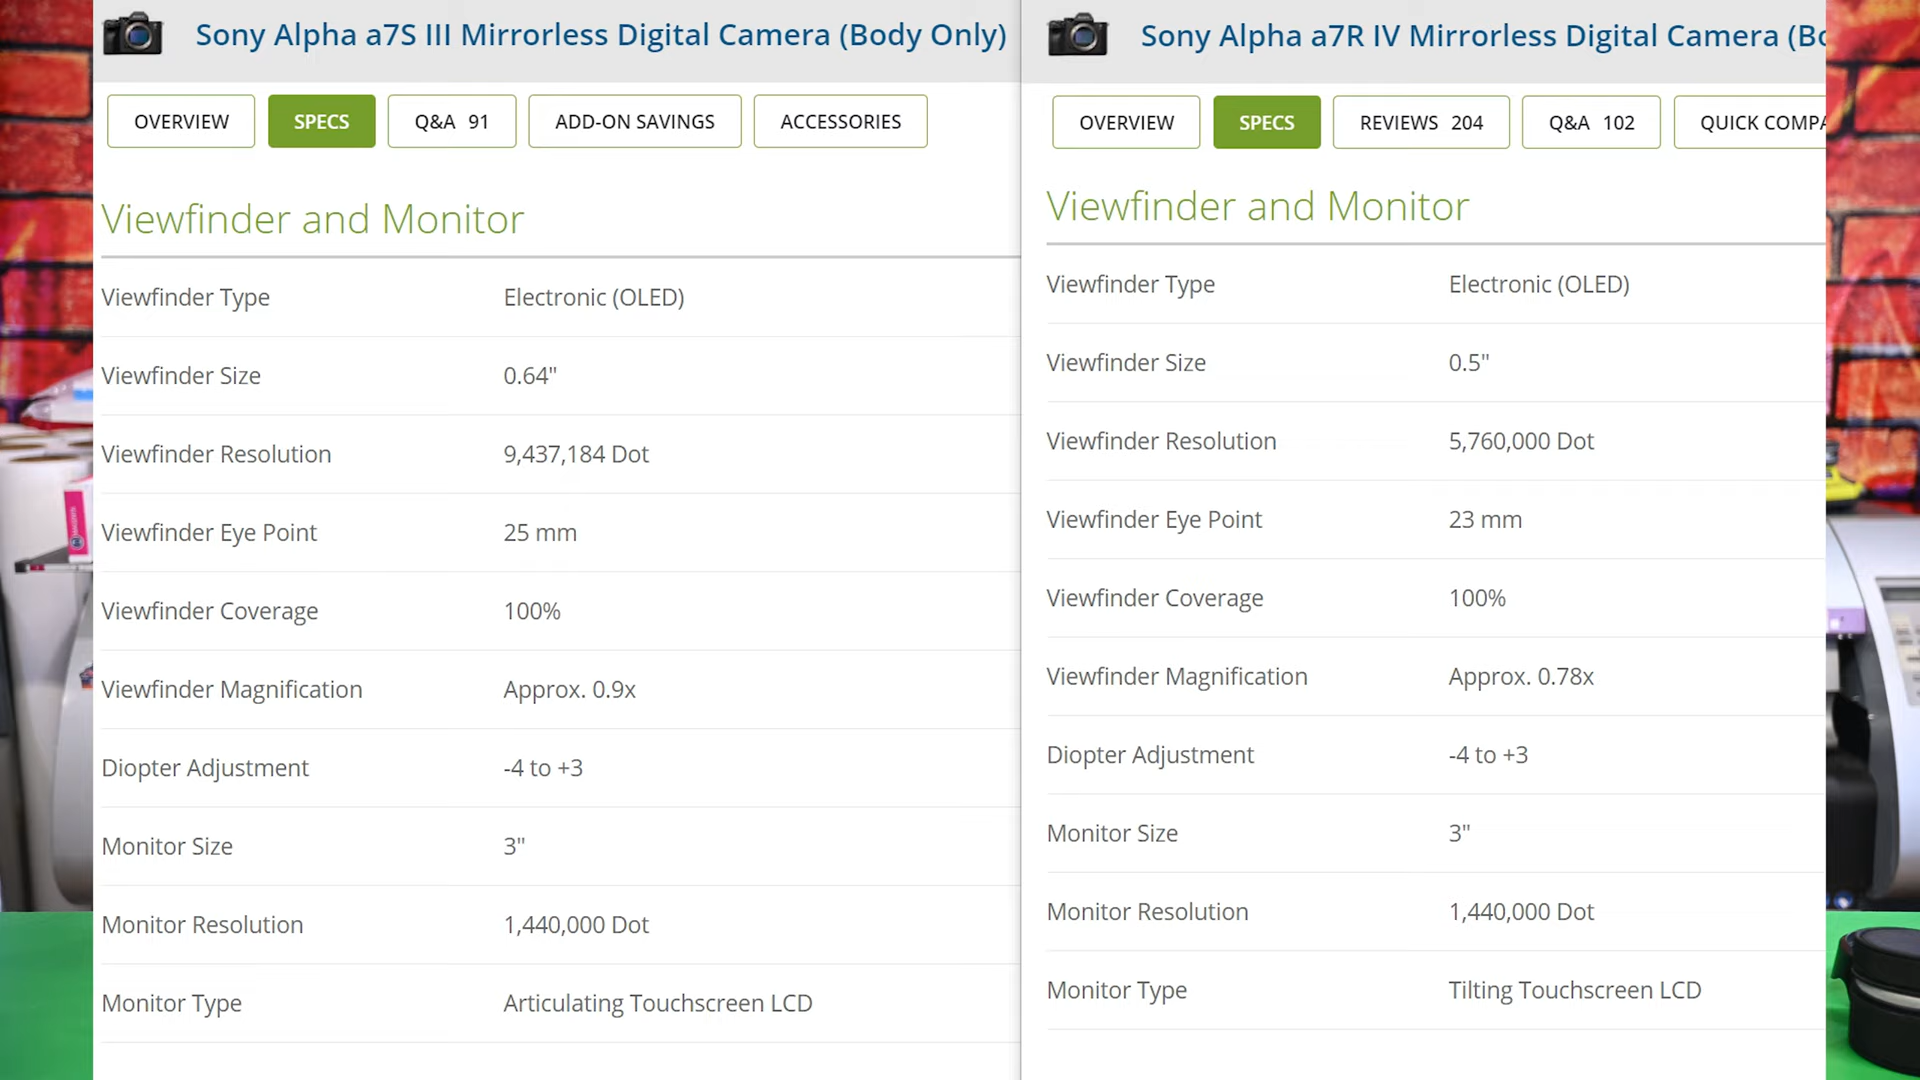 Sony Alpha a7S III Mirrorless Digital Camera (Body Only)
OVERVIEW
SPECS
Q&A 91
ADD-ON SAVINGS
ACCESSORIES
Viewfinder and Monitor
Viewfinder Type Electronic (OLED)
Viewfinder Size 0.64"
Viewfinder Resolution 9,437,184 Dot
Viewfinder Eye Point 25 mm
Viewfinder Coverage 100%
Viewfinder Magnification Approx. 0.9x
Diopter Adjustment -4 to +3
Monitor Size 3"
Monitor Resolution 1,440,000 Dot
Monitor Type Articulating Touchscreen LCD
Sony Alpha a7R IV Mirrorless Digital Camera (Bo
OVERVIEW
SPECS
REVIEWS 204
Q&A 102
QUICK COMPA
Viewfinder and Monitor
Viewfinder Type Electronic (OLED)
Viewfinder Size 0.5"
Viewfinder Resolution 5,760,000 Dot
Viewfinder Eye Point 23 mm
Viewfinder Coverage 100%
Viewfinder Magnification Approx. 0.78x
Diopter Adjustment -4 to +3
Monitor Size 3"
Monitor Resolution 1,440,000 Dot
Monitor Type Tilting Touchscreen LCD